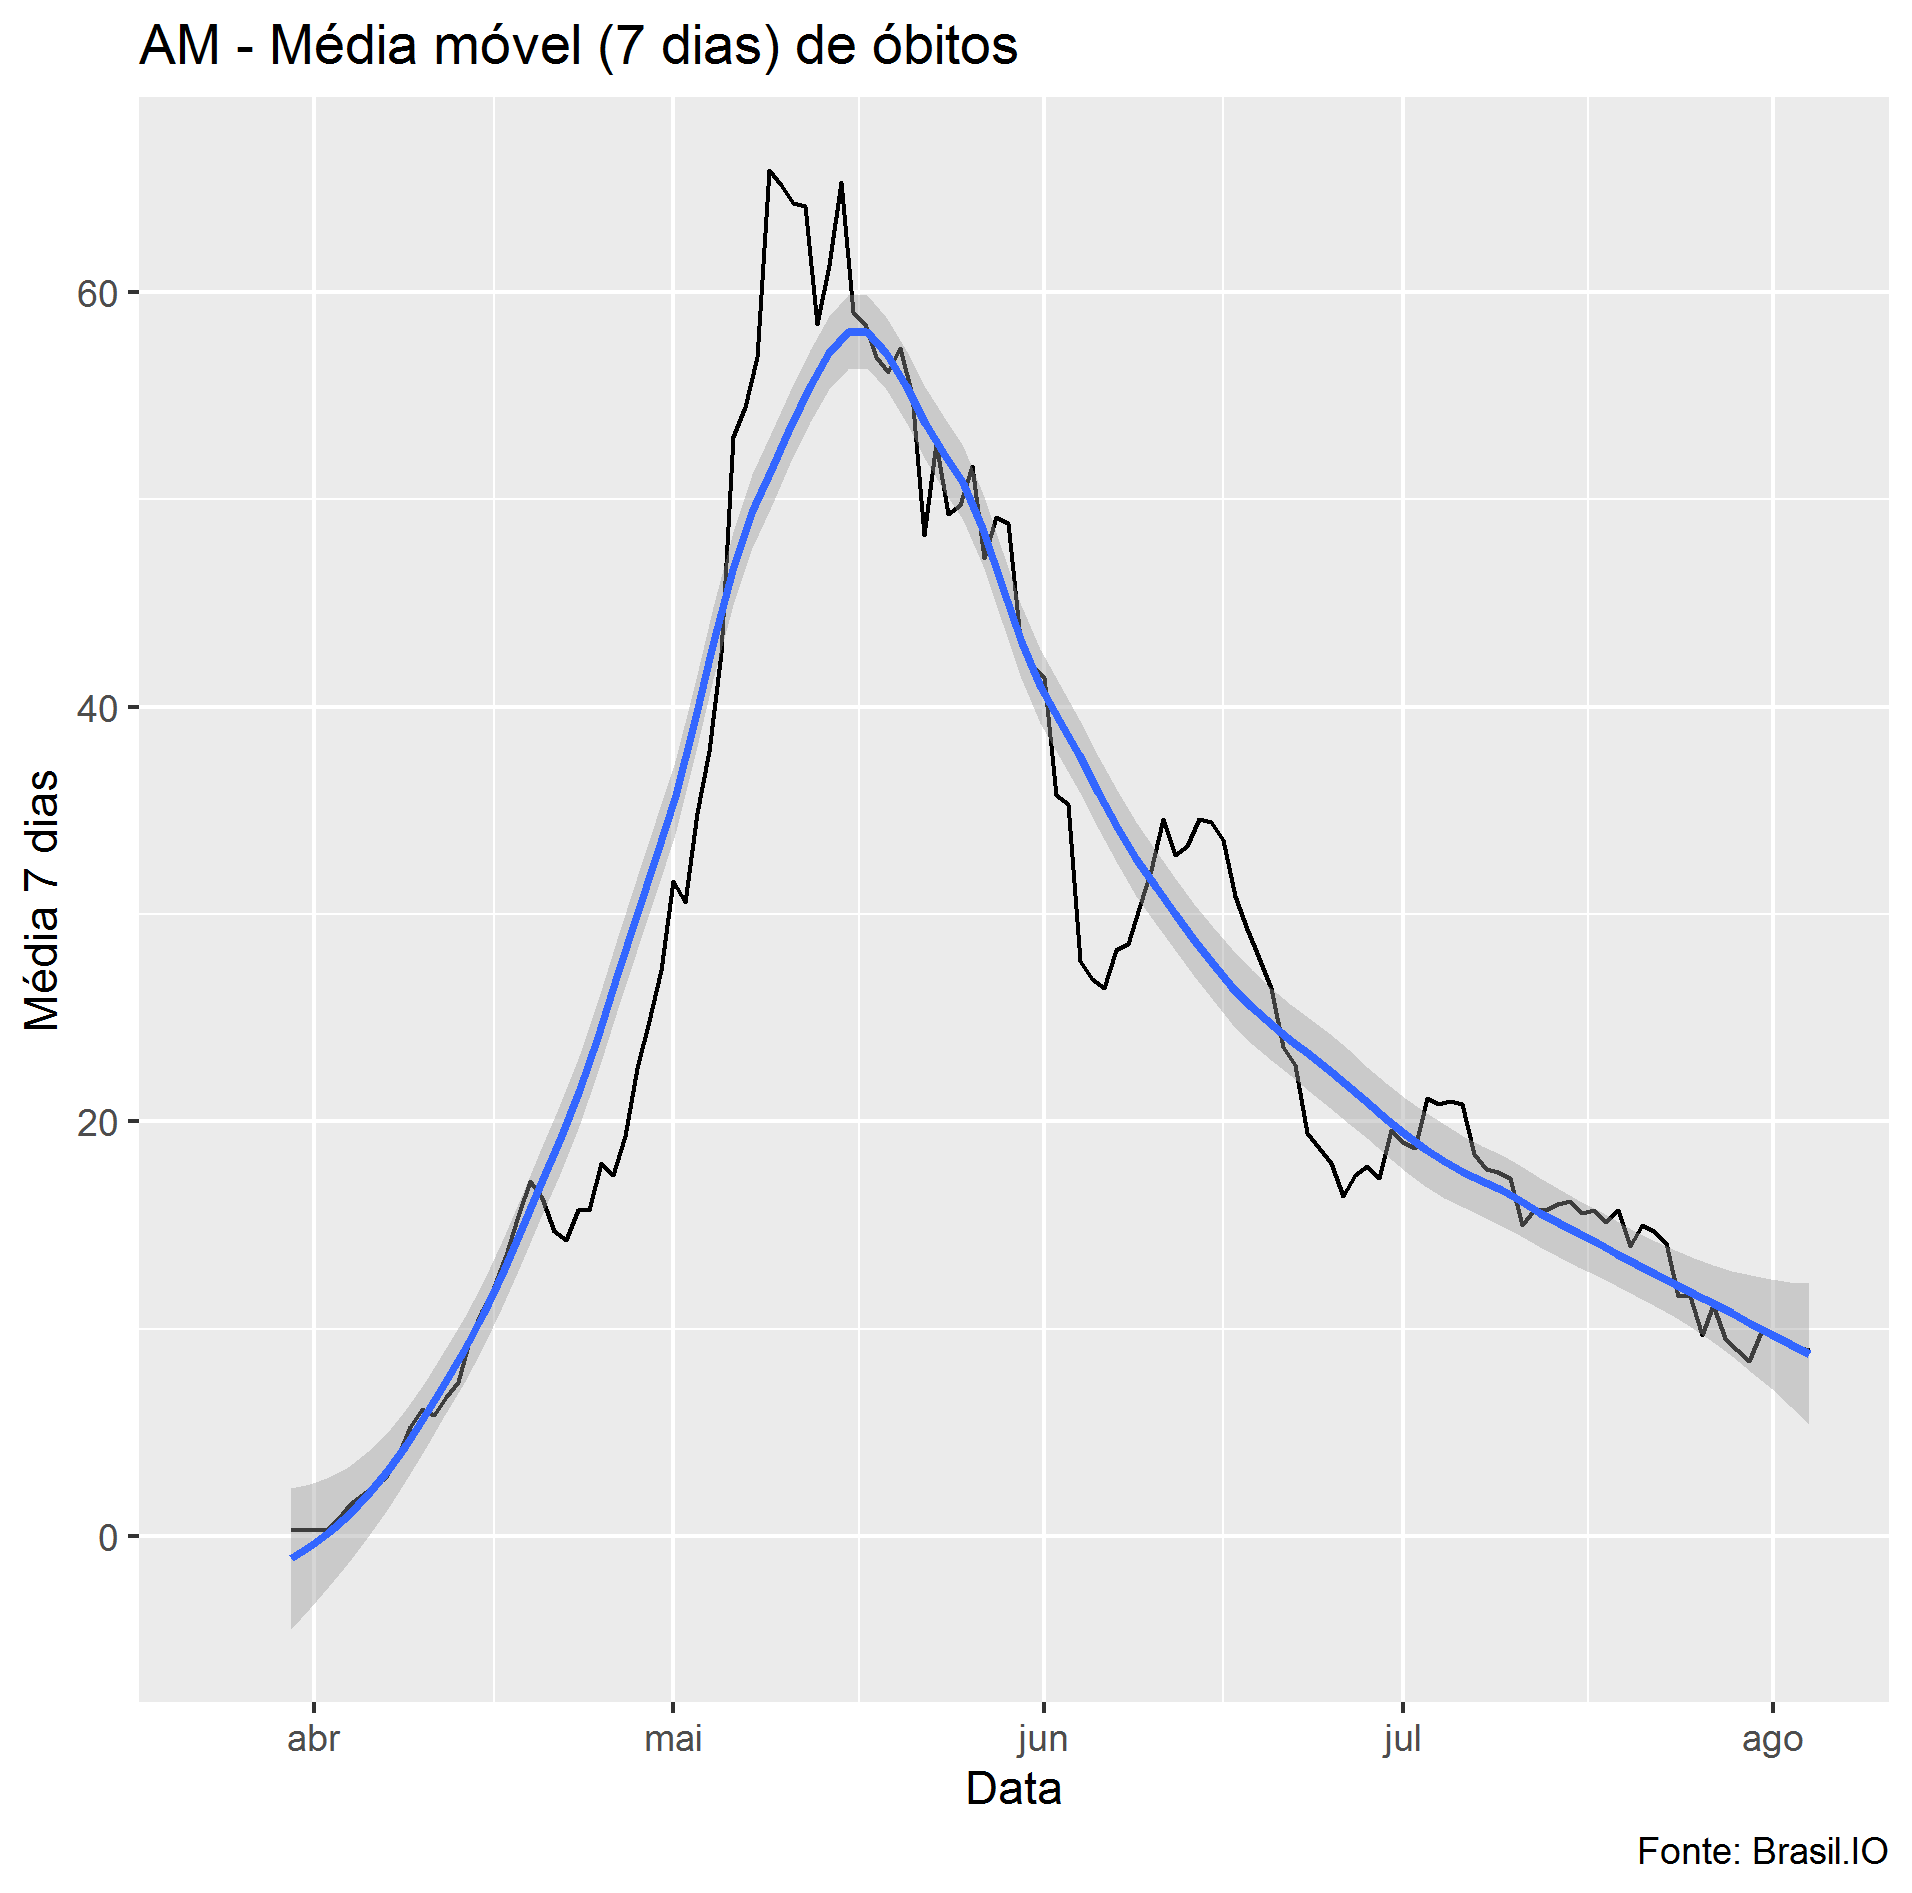 AM - Média móvel (7 dias) de óbitos
Média 7 dias
60
40
20
0
abr mai jun jul ago
Data
Fonte: Brasil.IO